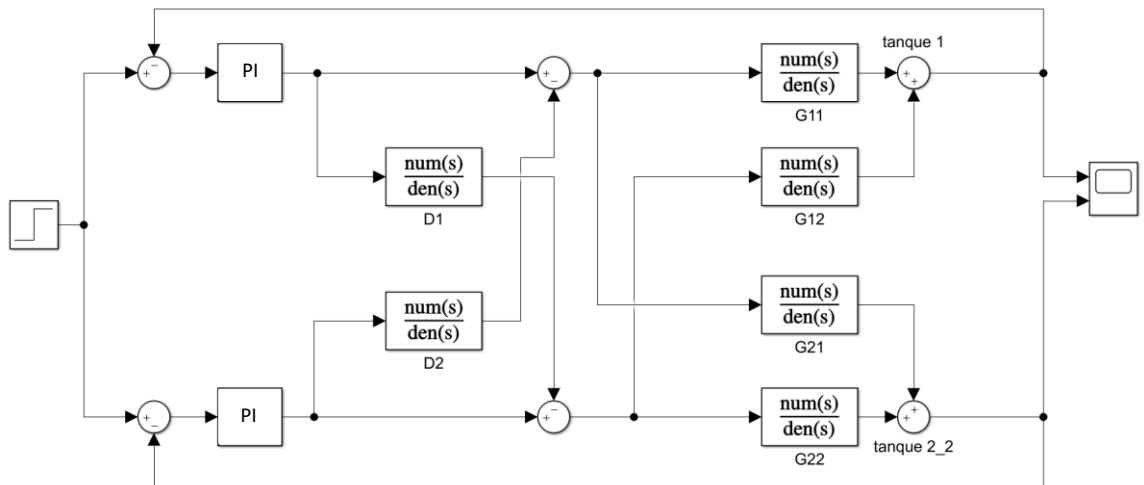 tanque 1
PI
num(s)
den(s)
G11
num(s)
den(s)
D1
num(s)
den(s)
G12
num(s)
den(s)
D2
num(s)
den(s)
G21
PI
num(s)
den(s)
G22
tanque 2_2